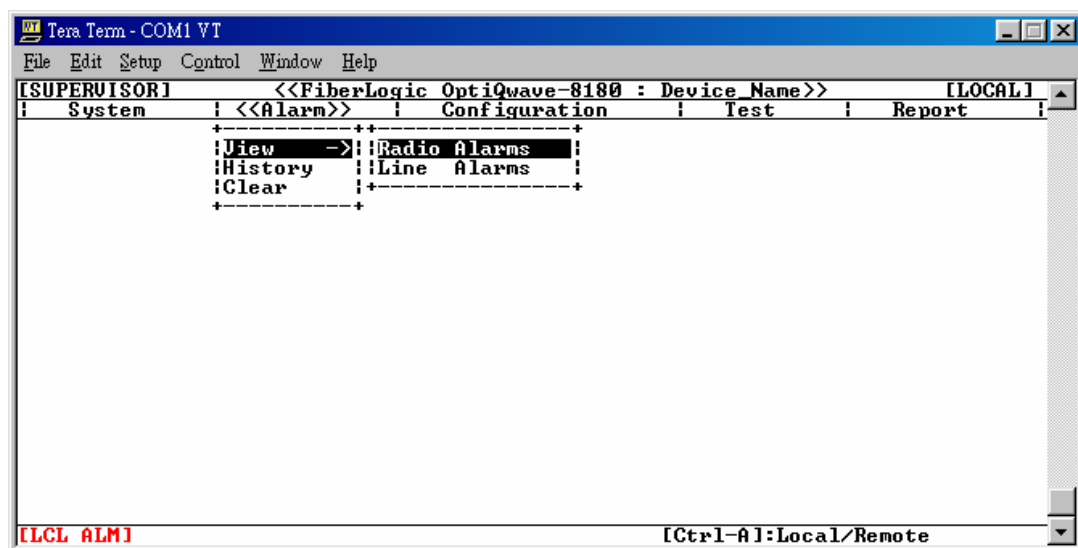 Tera Term - COM1 VT
File Edit Setup Control Window Help
[SUPERVISOR] <<FiberLogic OptiQwave-8180 : Device_Name>> [LOCAL]
| System | <<Alarm>> | Configuration | Test | Report |
+-----------++----------------+
|View ->||Radio Alarms |
|History ||Line Alarms |
|Clear |+----------------+
+-----------+
[LCL ALM] [Ctrl-A]:Local/Remote